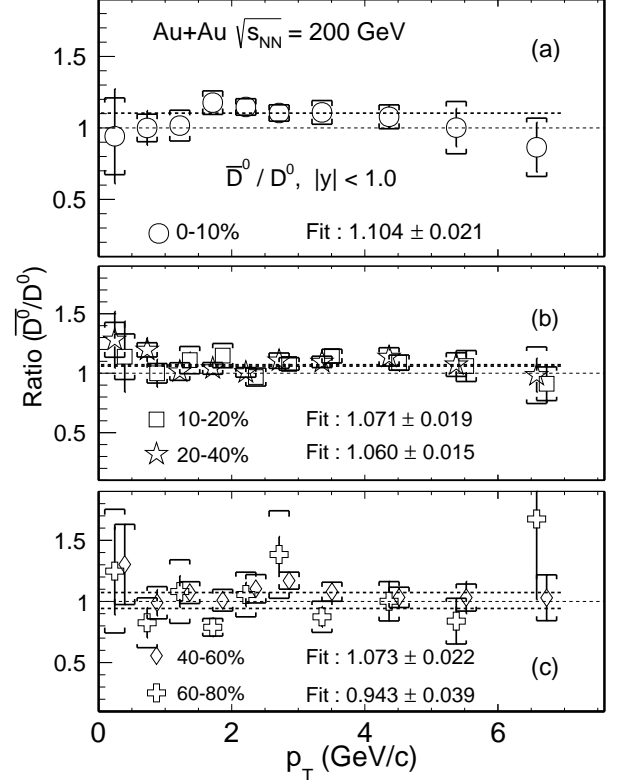 Au+Au √s_NN = 200 GeV
(a)
1.5
1
0.5
D̅⁰ / D⁰, |y| < 1.0
0-10% Fit : 1.104 ± 0.021
Ratio (D̅⁰/D⁰)
(b)
1.5
1
0.5
10-20% Fit : 1.071 ± 0.019
20-40% Fit : 1.060 ± 0.015
1.5
1
0.5
40-60% Fit : 1.073 ± 0.022
(c)
60-80% Fit : 0.943 ± 0.039
0 2 4 6
p_T (GeV/c)